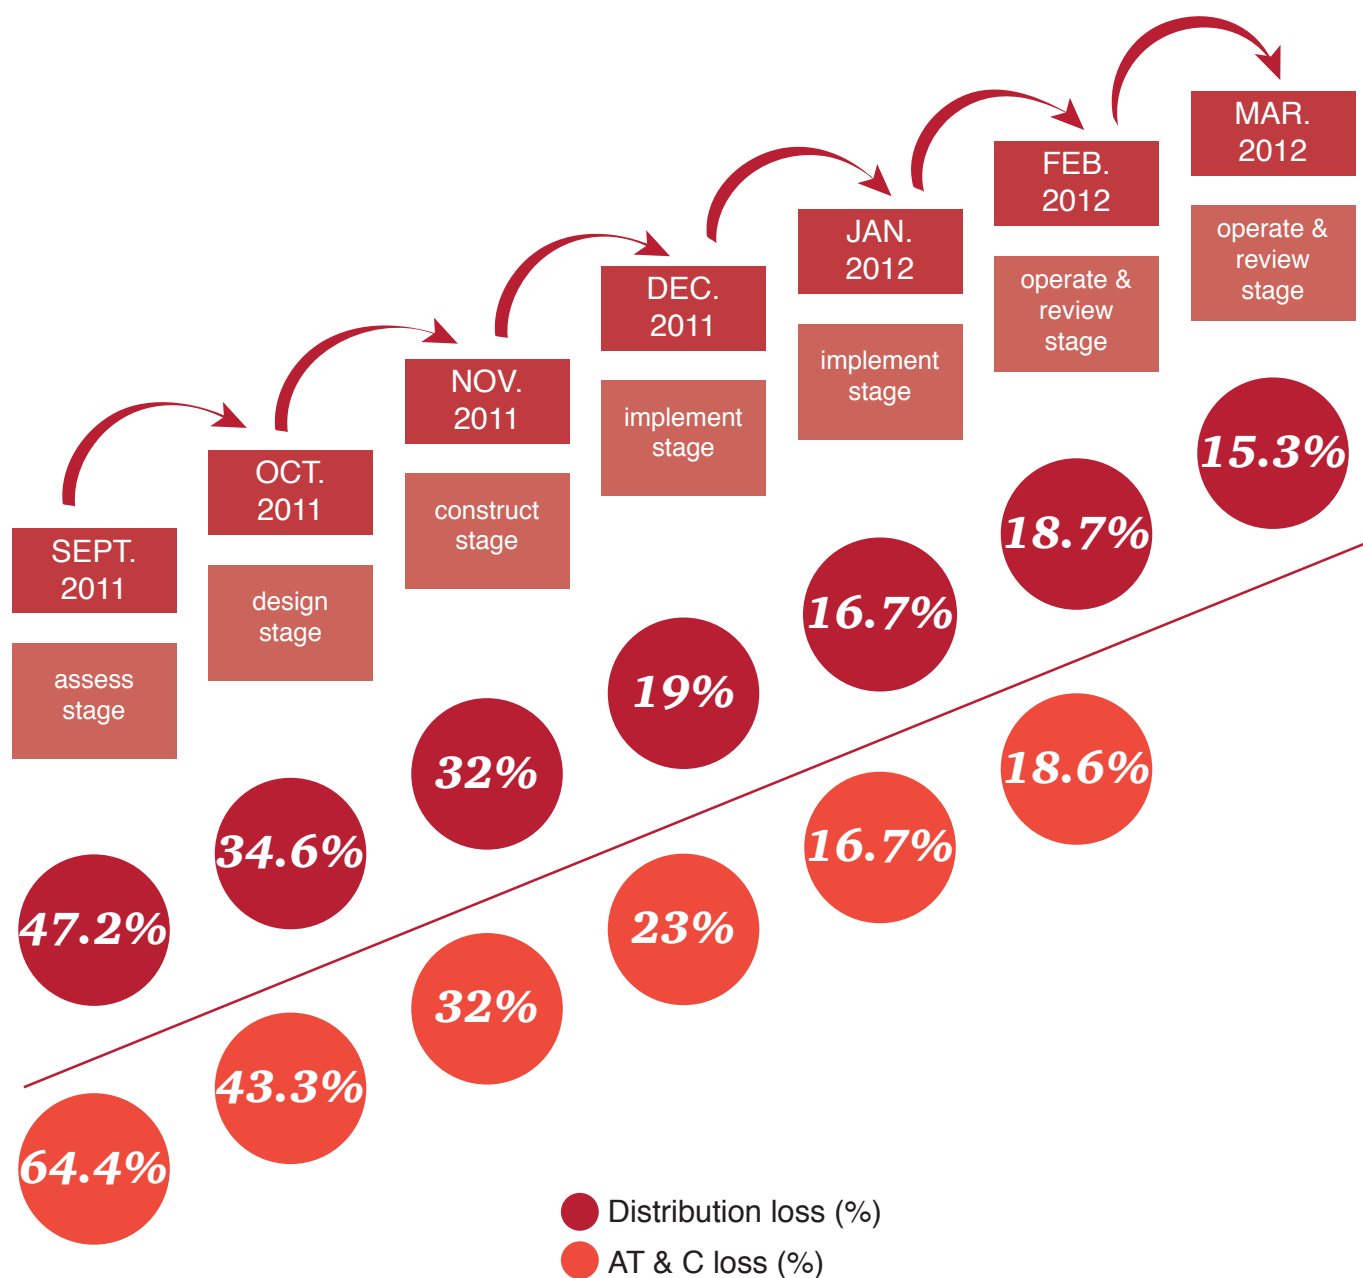 SEPT.
2011
assess
stage
47.2%
64.4%
OCT.
2011
design
stage
34.6%
43.3%
NOV.
2011
construct
stage
32%
32%
DEC.
2011
implement
stage
19%
23%
JAN.
2012
implement
stage
16.7%
16.7%
FEB.
2012
operate &
review
stage
18.7%
18.6%
MAR.
2012
operate &
review
stage
15.3%
Distribution loss (%)
AT & C loss (%)